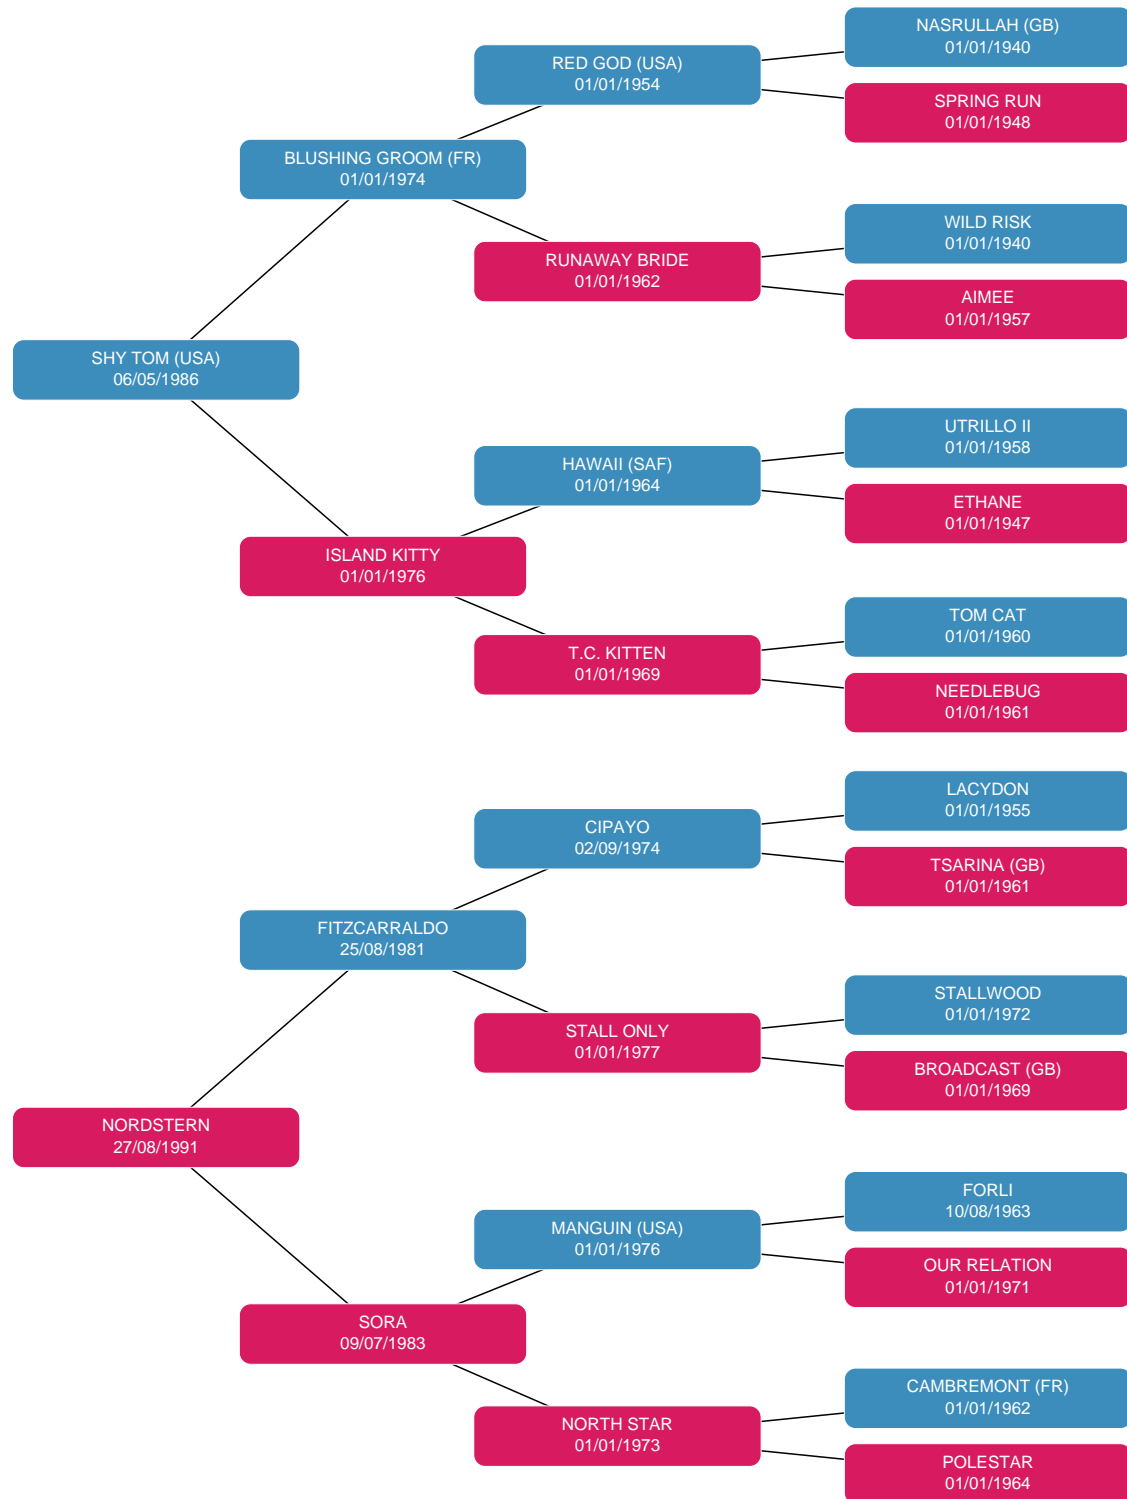 NASRULLAH (GB)
01/01/1940
RED GOD (USA)
01/01/1954
SPRING RUN
01/01/1948
BLUSHING GROOM (FR)
01/01/1974
WILD RISK
01/01/1940
RUNAWAY BRIDE
01/01/1962
AIMEE
01/01/1957
SHY TOM (USA)
06/05/1986
UTRILLO II
01/01/1958
HAWAII (SAF)
01/01/1964
ETHANE
01/01/1947
ISLAND KITTY
01/01/1976
TOM CAT
01/01/1960
T.C. KITTEN
01/01/1969
NEEDLEBUG
01/01/1961
LACYDON
01/01/1955
CIPAYO
02/09/1974
TSARINA (GB)
01/01/1961
FITZCARRALDO
25/08/1981
STALLWOOD
01/01/1972
STALL ONLY
01/01/1977
BROADCAST (GB)
01/01/1969
NORDSTERN
27/08/1991
FORLI
10/08/1963
MANGUIN (USA)
01/01/1976
OUR RELATION
01/01/1971
SORA
09/07/1983
CAMBREMONT (FR)
01/01/1962
NORTH STAR
01/01/1973
POLESTAR
01/01/1964